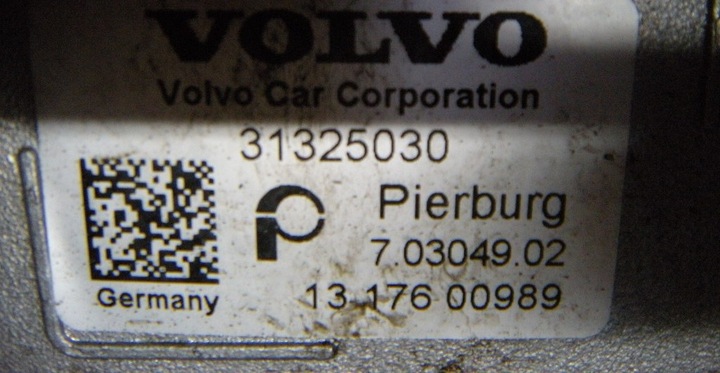 VOLVO
Volvo Car Corporation
31325030
Pierburg
7.03049.02
Germany
13 176 00989